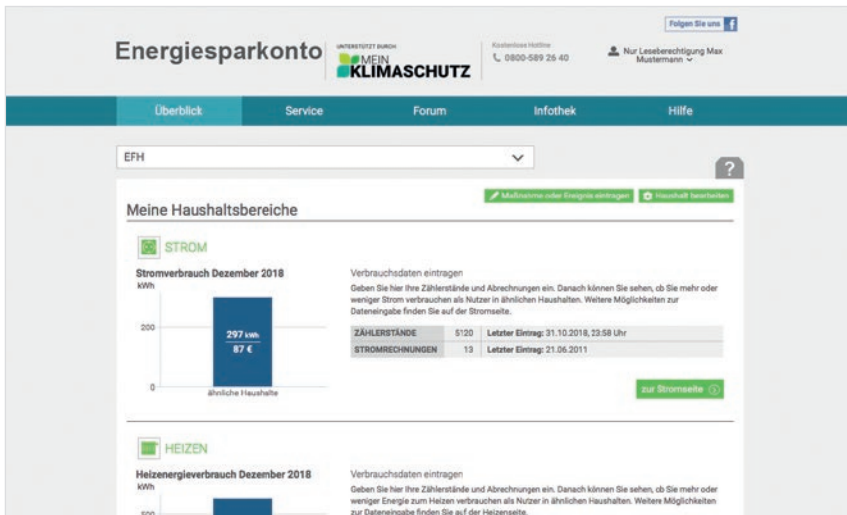 Folgen Sie uns f
Energiesparkonto
UNTERSTÜTZT DURCH
MEIN
KLIMASCHUTZ
Kostenloses Hotline
0800-589 26 40
Nur Leseberechtigung Max
Mustermann
Überblick Service Forum Infothek Hilfe
EFH
?
Maßnahme oder Ereignis eintragen Haushalt bearbeiten
Meine Haushaltsbereiche
STROM
Stromverbrauch Dezember 2018
kWh
200
297 kWh
87 €
0
ähnliche Haushalte
Verbrauchsdaten eintragen
Geben Sie hier Ihre Zählerstände und Abrechnungen ein. Danach können Sie sehen, ob Sie mehr oder
weniger Strom verbrauchen als Nutzer in ähnlichen Haushalten. Weitere Möglichkeiten zur
Dateneingabe finden Sie auf der Stromseite.
ZÄHLERSTÄNDE 5120 Letzter Eintrag: 31.10.2018, 23:58 Uhr
STROMRECHNUNGEN 13 Letzter Eintrag: 21.06.2011
zur Stromseite
HEIZEN
Heizenergieverbrauch Dezember 2018
kWh
500
Verbrauchsdaten eintragen
Geben Sie hier Ihre Zählerstände und Abrechnungen ein. Danach können Sie sehen, ob Sie mehr oder
weniger Energie zum Heizen verbrauchen als Nutzer in ähnlichen Haushalten. Weitere Möglichkeiten
zur Dateneingabe finden Sie auf der Heizenseite.